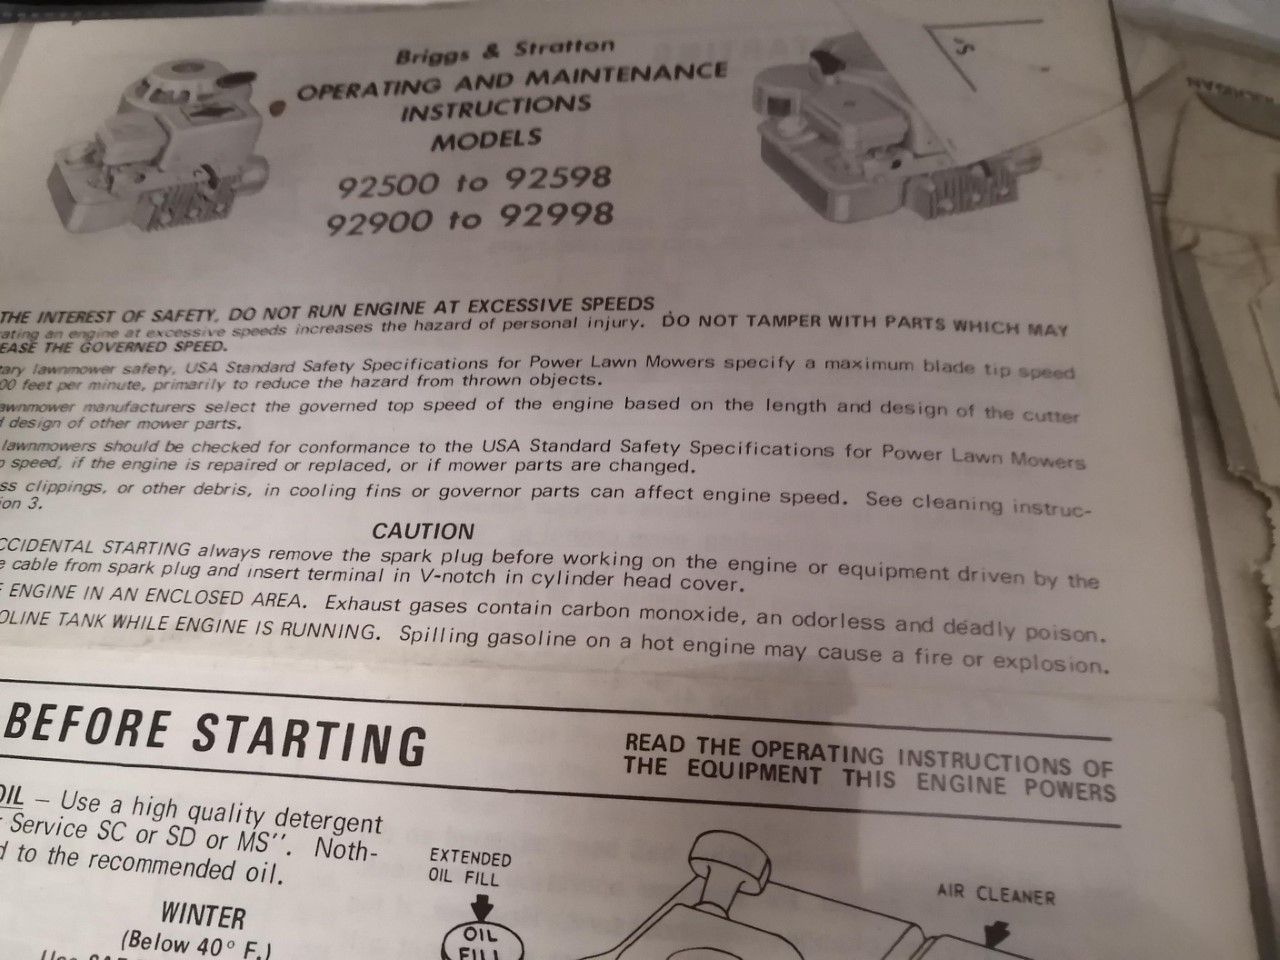 Briggs & Stratton
OPERATING AND MAINTENANCE
INSTRUCTIONS
MODELS
92500 to 92598
92900 to 92998
THE INTEREST OF SAFETY, DO NOT RUN ENGINE AT EXCESSIVE SPEEDS
rating an engine at excessive speeds increases the hazard of personal injury. DO NOT TAMPER WITH PARTS WHICH MAY
EASE THE GOVERNED SPEED.
tary lawnmower safety, USA Standard Safety Specifications for Power Lawn Mowers specify a maximum blade tip speed
00 feet per minute, primarily to reduce the hazard from thrown objects.
awnmower manufacturers select the governed top speed of the engine based on the length and design of the cutter
design of other mower parts.
lawnmowers should be checked for conformance to the USA Standard Safety Specifications for Power Lawn Mowers
p speed, if the engine is repaired or replaced, or if mower parts are changed.
ss clippings, or other debris, in cooling fins or governor parts can affect engine speed. See cleaning instruc-
ion 3.
CAUTION
CCIDENTAL STARTING always remove the spark plug before working on the engine or equipment driven by the
e cable from spark plug and insert terminal in V-notch in cylinder head cover.
ENGINE IN AN ENCLOSED AREA. Exhaust gases contain carbon monoxide, an odorless and deadly poison.
OLINE TANK WHILE ENGINE IS RUNNING. Spilling gasoline on a hot engine may cause a fire or explosion.
BEFORE STARTING
READ THE OPERATING INSTRUCTIONS OF
THE EQUIPMENT THIS ENGINE POWERS
OIL – Use a high quality detergent
Service SC or SD or MS". Noth-
d to the recommended oil.
WINTER
(Below 40° F.)
EXTENDED
OIL FILL
OIL
FILL
AIR CLEANER